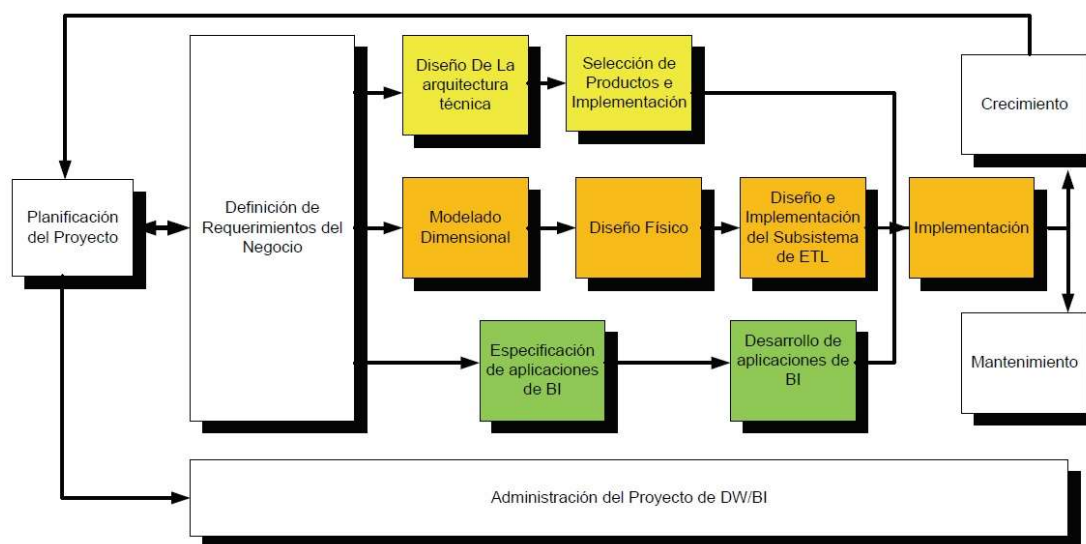 Diseño De La
arquitectura
técnica
Selección de
Productos e
Implementación
Crecimiento
Planificación
del Proyecto
Definición de
Requerimientos del
Negocio
Modelado
Dimensional
Diseño Físico
Diseño e
Implementación
del Subsistema
de ETL
Implementación
Especificación
de aplicaciones
de BI
Desarrollo de
aplicaciones de
BI
Mantenimiento
Administración del Proyecto de DW/BI